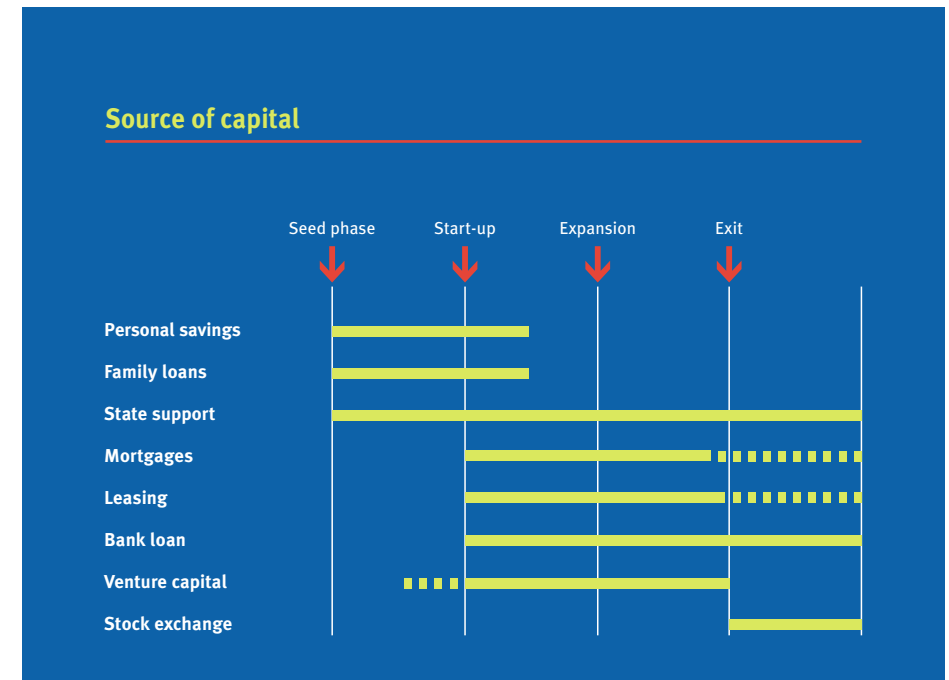 Source of capital
Seed phase Start-up Expansion Exit
Personal savings
Family loans
State support
Mortgages
Leasing
Bank loan
Venture capital
Stock exchange